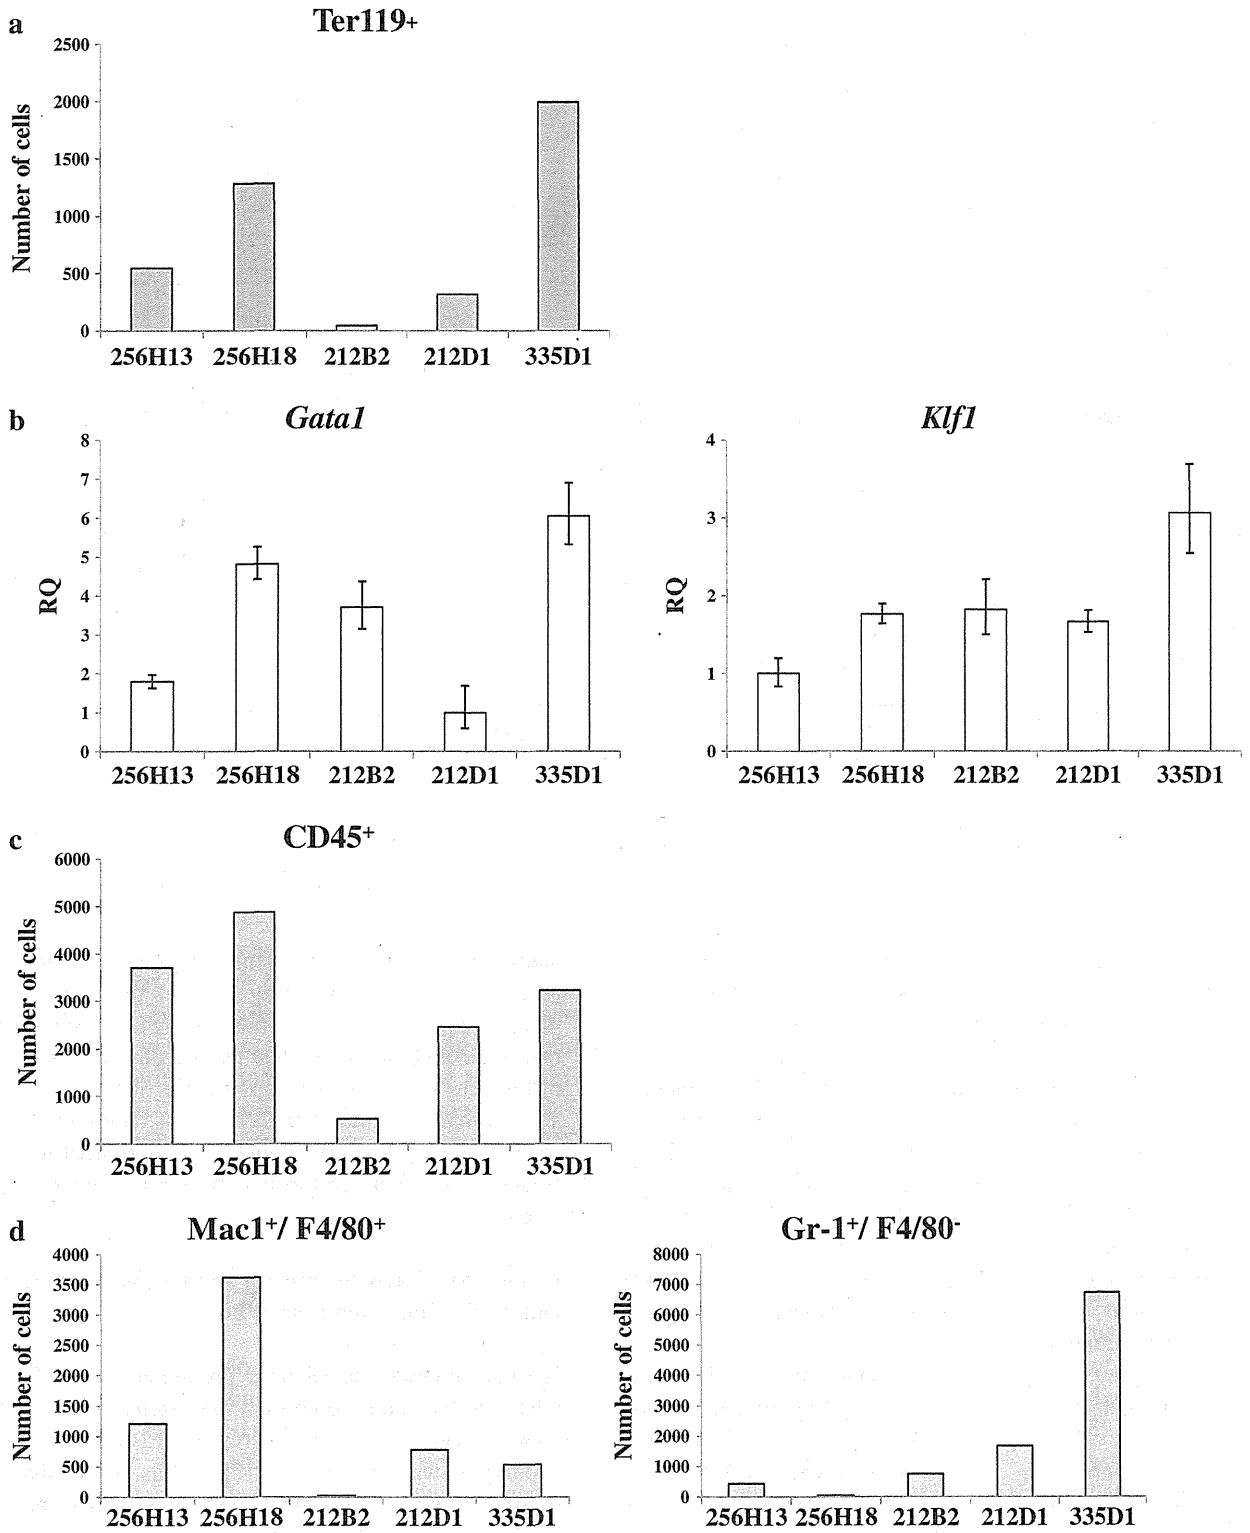 a
Ter119+
2500
2000
1500
1000
500
0
Number of cells
256H13 256H18 212B2 212D1 335D1
b
Gata1
8
7
6
5
4
3
2
1
0
RQ
256H13 256H18 212B2 212D1 335D1
Klf1
4
3
2
1
0
RQ
256H13 256H18 212B2 212D1 335D1
c
CD45+
6000
5000
4000
3000
2000
1000
0
Number of cells
256H13 256H18 212B2 212D1 335D1
d
Mac1+/ F4/80+
4000
3500
3000
2500
2000
1500
1000
500
0
Number of cells
256H13 256H18 212B2 212D1 335D1
Gr-1+/ F4/80-
8000
7000
6000
5000
4000
3000
2000
1000
0
Number of cells
256H13 256H18 212B2 212D1 335D1